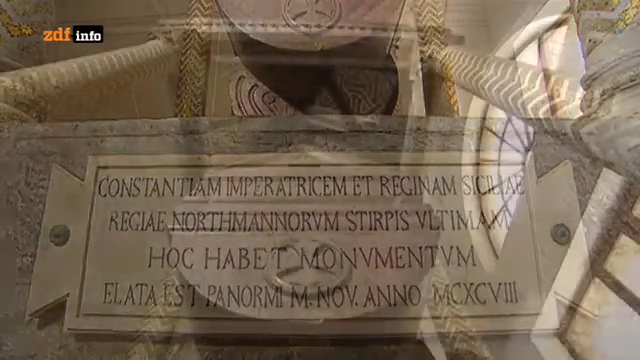 zdf info
CONSTANTIAM IMPERATRICEM ET REGINAM SICILIAE
REGIAE NORTHMANNORVM STIRPIS VLTIMAM
HOC HABET MONVMENTVM
ELATA EST PANORMI M. NOV. ANNO MCXCVIII